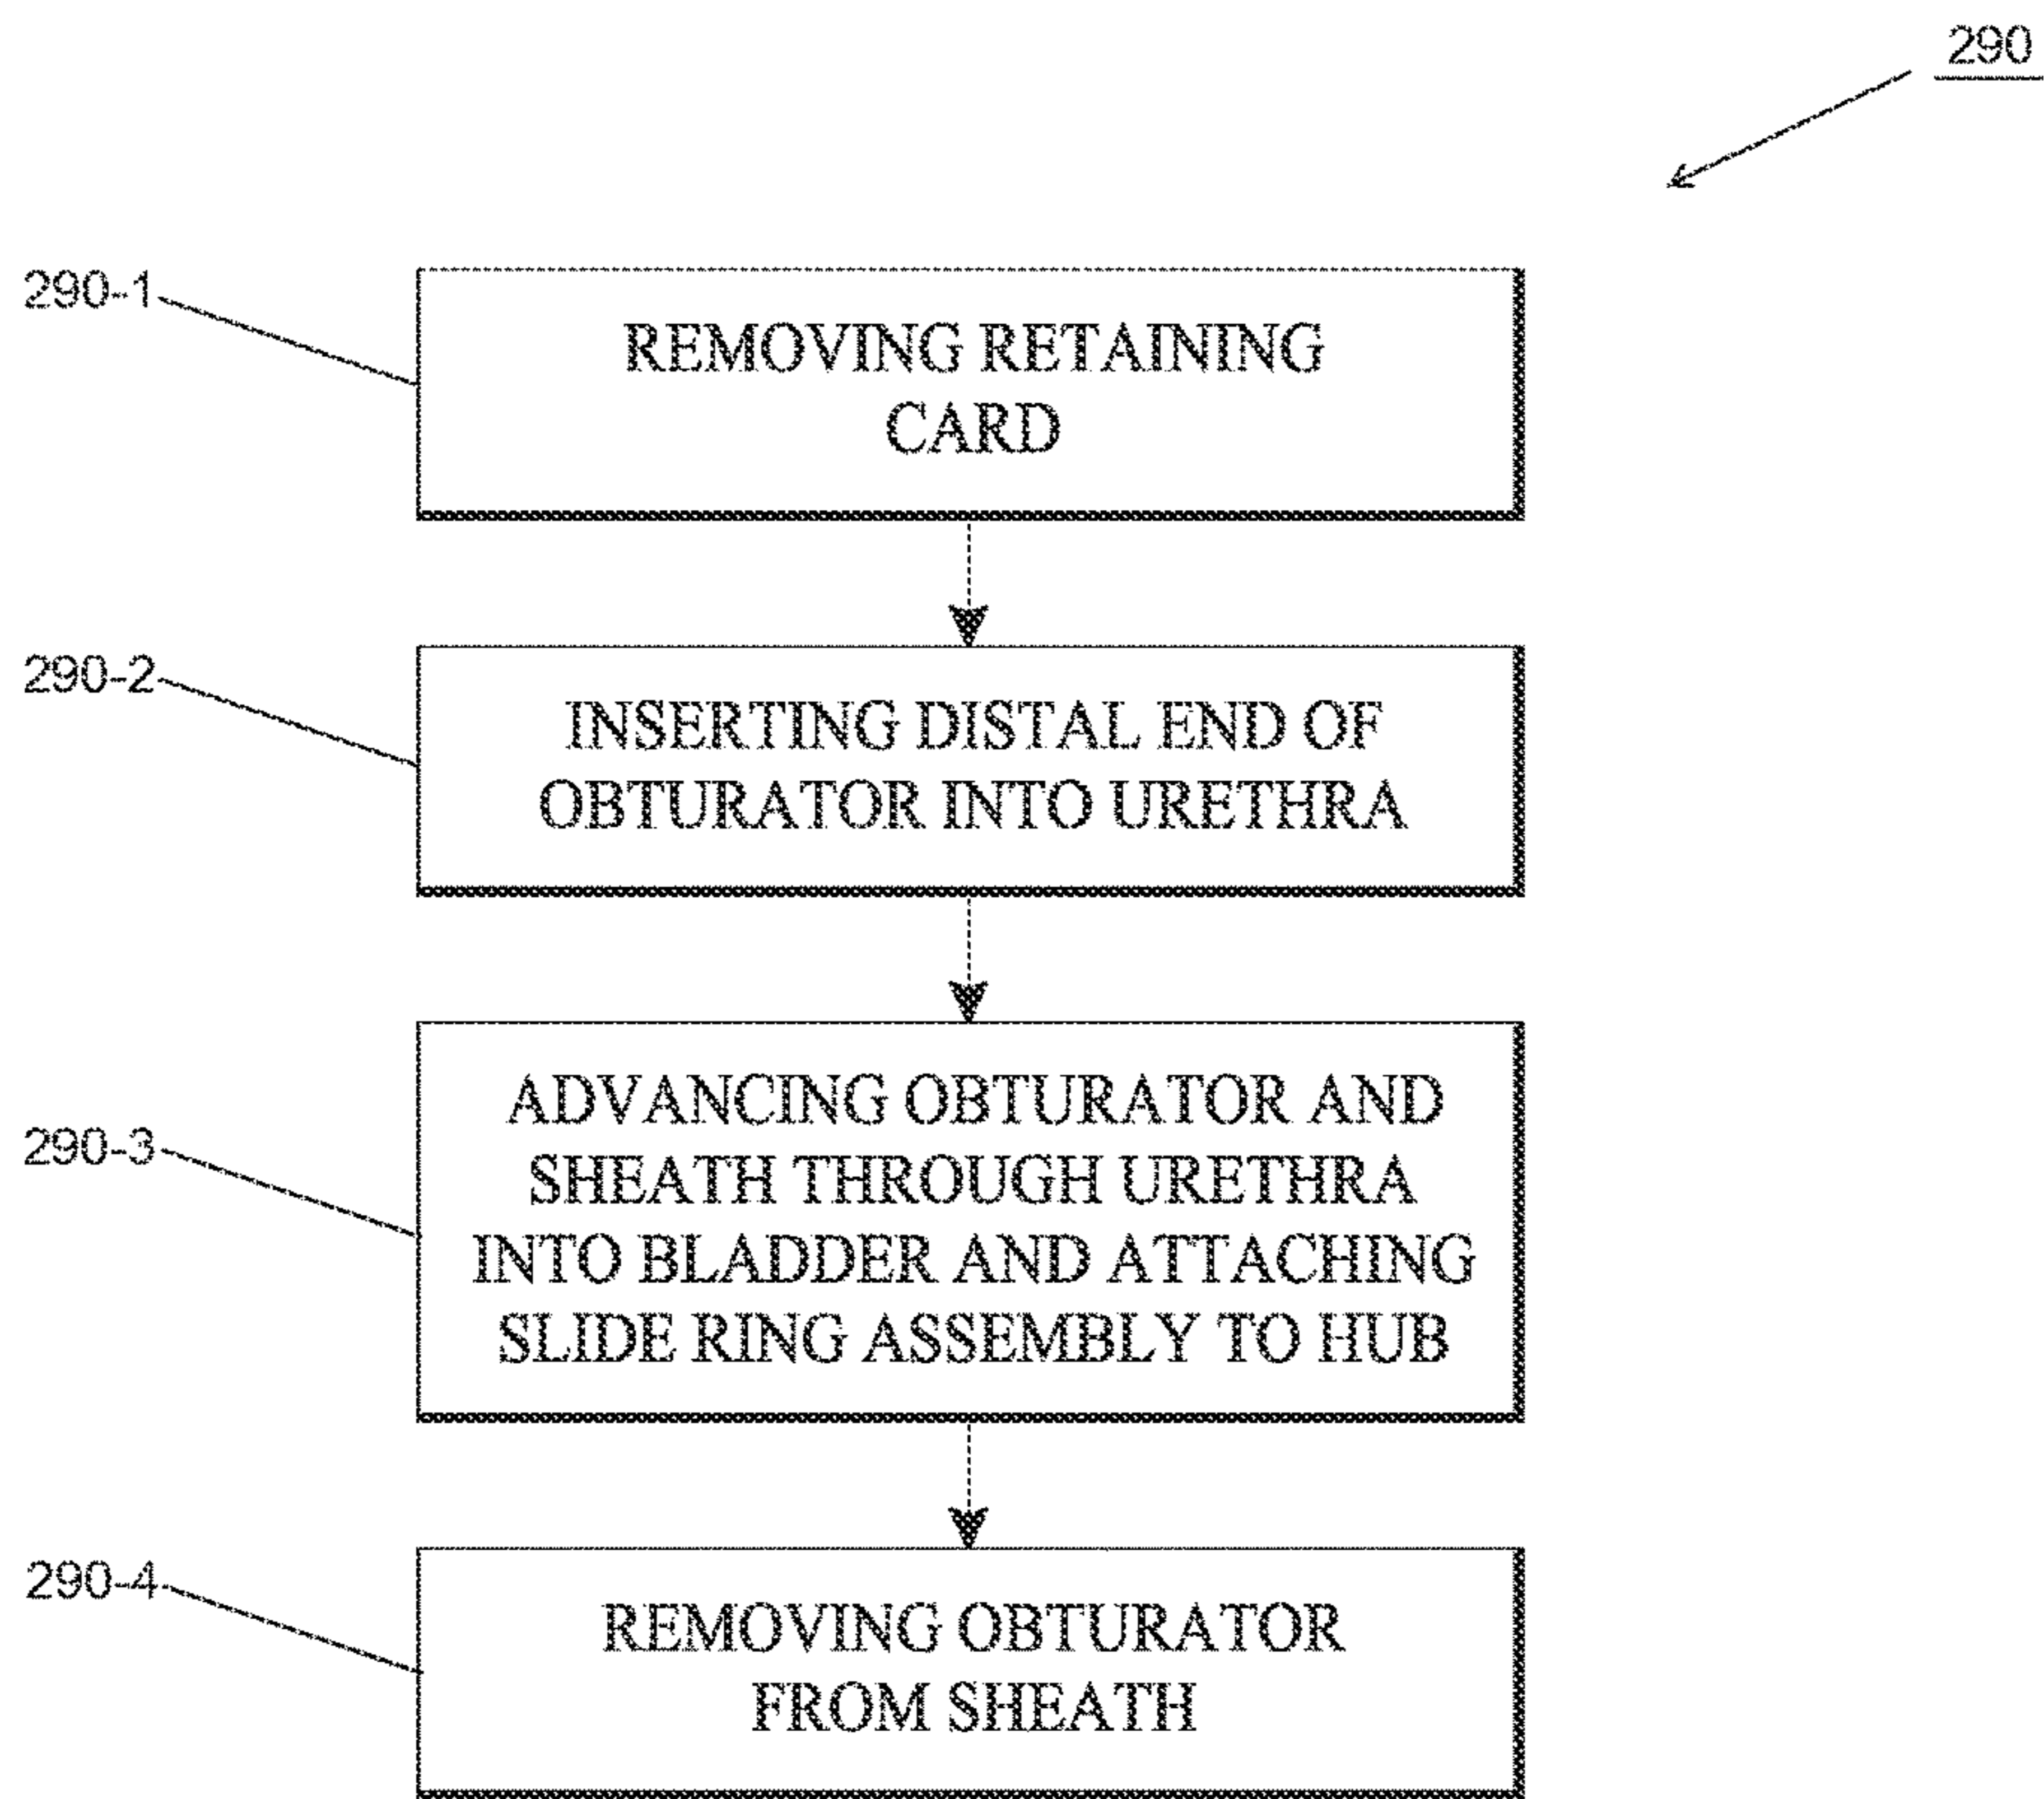 290
290-1
REMOVING RETAINING
CARD
290-2
INSERTING DISTAL END OF
OBTURATOR INTO URETHRA
290-3
ADVANCING OBTURATOR AND
SHEATH THROUGH URETHRA
INTO BLADDER AND ATTACHING
SLIDE RING ASSEMBLY TO HUB
290-4
REMOVING OBTURATOR
FROM SHEATH